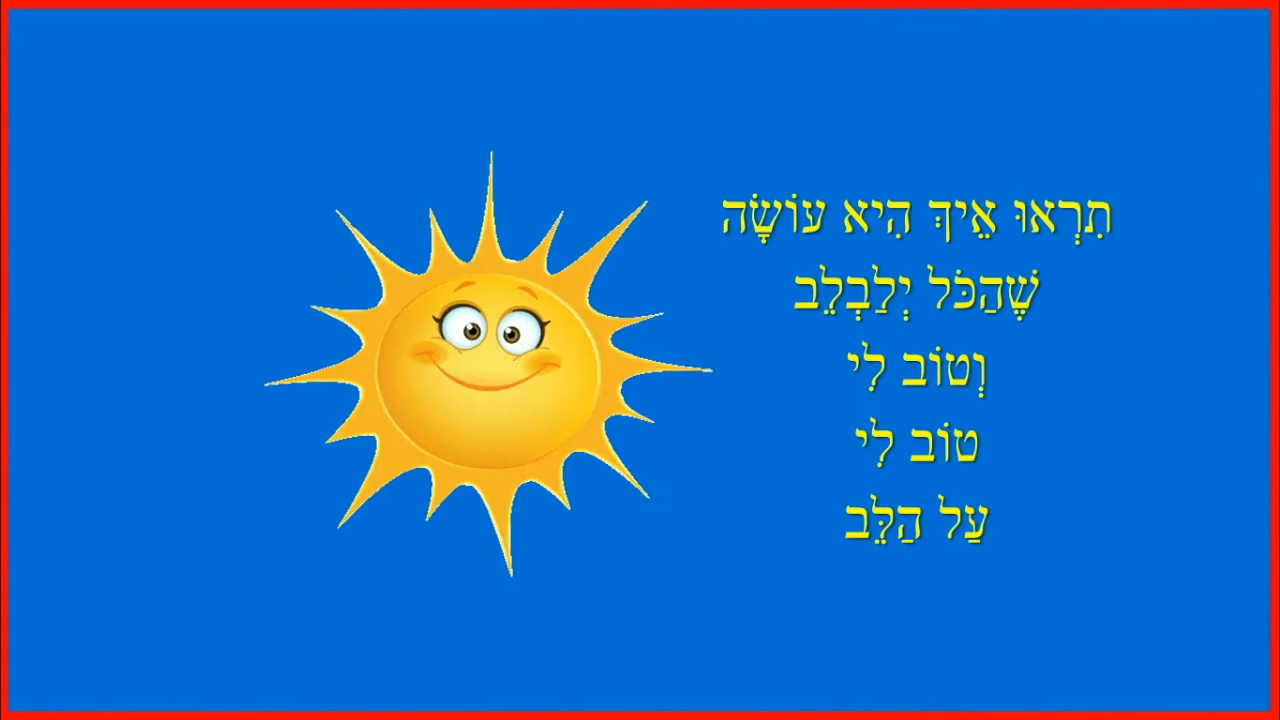 תִרְאוּ אֵיךְ הִיא עוֹשָׂה
שֶׁהַכֹּל יְלַבְלֵב
וְטוֹב לִי
טוֹב לִי
עַל הַלֵּב